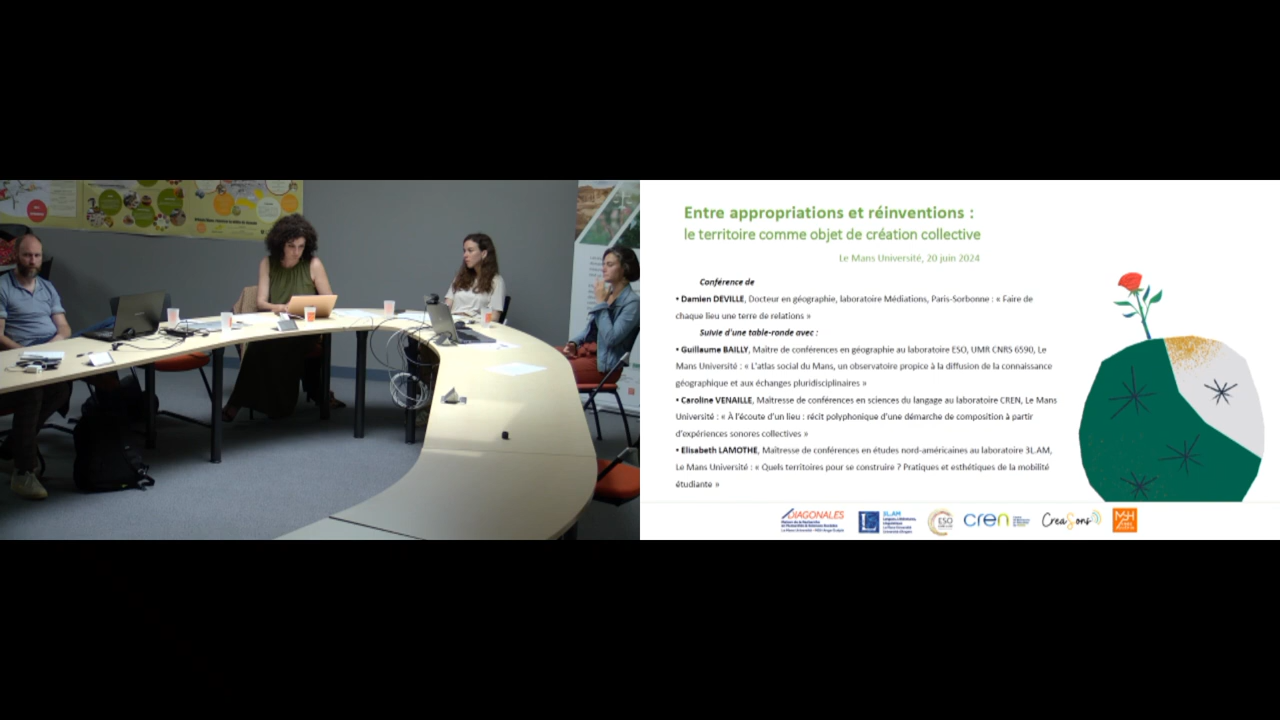 Entre appropriations et réinventions :
le territoire comme objet de création collective
Le Mans Université, 20 juin 2024
Conférence de
• Damien DEVILLE, Docteur en géographie, laboratoire Médiations, Paris-Sorbonne : « Faire de
chaque lieu une terre de relations »
Suivie d'une table-ronde avec :
• Guillaume BAILLY, Maître de conférences en géographie au laboratoire ESO, UMR CNRS 6590, Le
Mans Université : « L'atlas social du Mans, un observatoire propice à la diffusion de la connaissance
géographique et aux échanges pluridisciplinaires »
• Caroline VENAILLE, Maîtresse de conférences en sciences du langage au laboratoire CREN, Le Mans
Université : « À l'écoute d'un lieu : récit polyphonique d'une démarche de composition à partir
d'expériences sonores collectives »
• Elisabeth LAMOTHE, Maîtresse de conférences en études nord-américaines au laboratoire 3L.AM,
Le Mans Université : « Quels territoires pour se construire ? Pratiques et esthétiques de la mobilité
étudiante »
DIAGONALES
3L.AM
ESO
cren
CreaSons
MSH